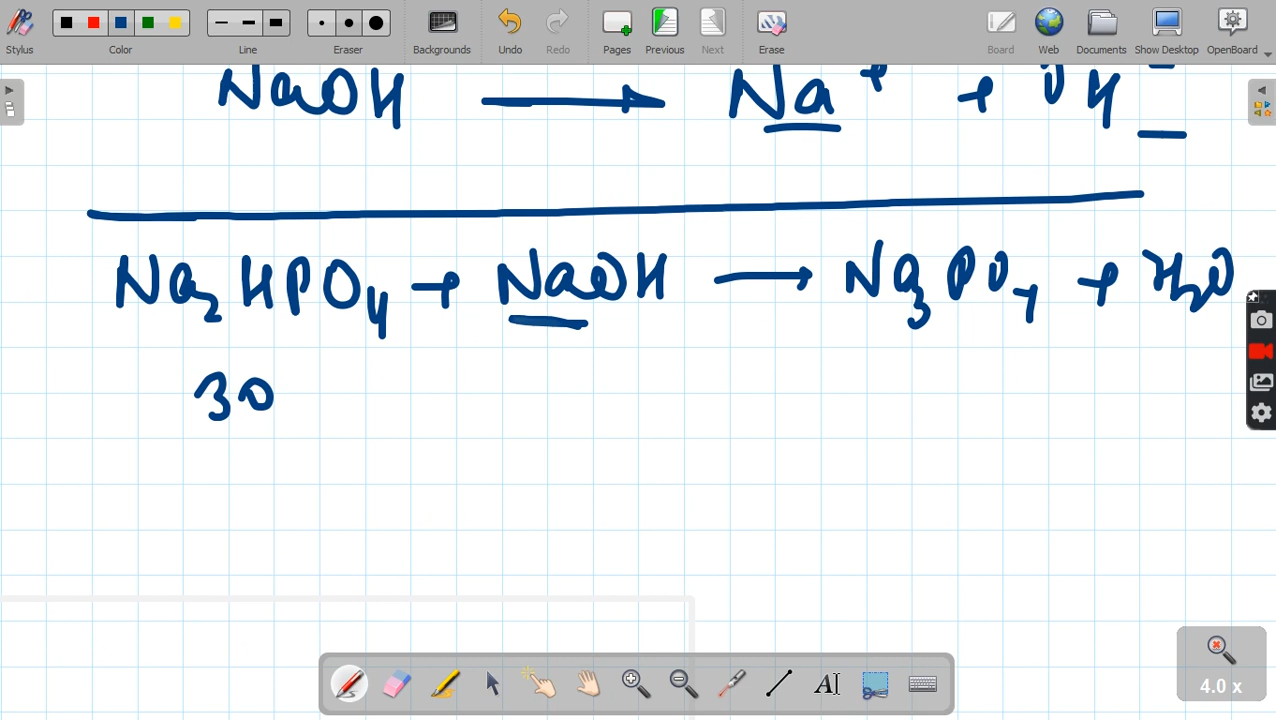 Stylus Color Line Eraser Backgrounds Undo Redo Pages Previous Next Erase Board Web Documents Show Desktop OpenBoard
NaOH ⟶ Na⁺ + OH⁻
Na₂HPO₄ + NaOH ⟶ Na₃PO₄ + H₂O
30
4.0 x